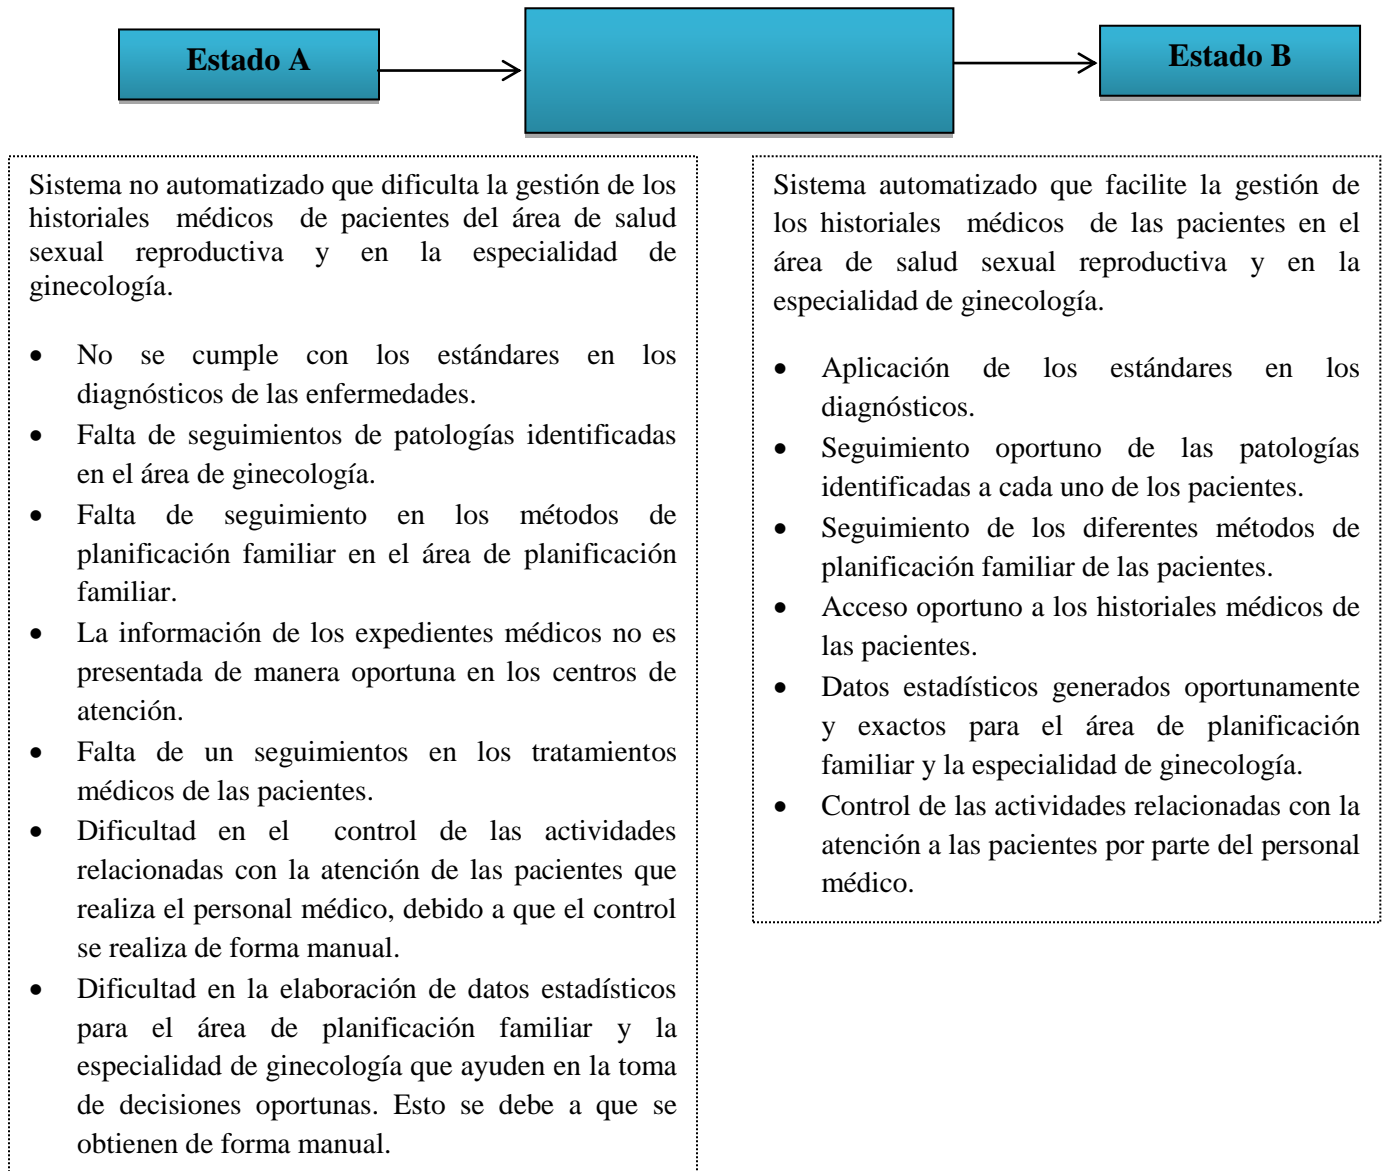 Estado A
Estado B
Sistema no automatizado que dificulta la gestión de los
historiales médicos de pacientes del área de salud
sexual reproductiva y en la especialidad de
ginecología.
• No se cumple con los estándares en los
diagnósticos de las enfermedades.
• Falta de seguimientos de patologías identificadas
en el área de ginecología.
• Falta de seguimiento en los métodos de
planificación familiar en el área de planificación
familiar.
• La información de los expedientes médicos no es
presentada de manera oportuna en los centros de
atención.
• Falta de un seguimientos en los tratamientos
médicos de las pacientes.
• Dificultad en el control de las actividades
relacionadas con la atención de las pacientes que
realiza el personal médico, debido a que el control
se realiza de forma manual.
• Dificultad en la elaboración de datos estadísticos
para el área de planificación familiar y la
especialidad de ginecología que ayuden en la toma
de decisiones oportunas. Esto se debe a que se
obtienen de forma manual.
Sistema automatizado que facilite la gestión de
los historiales médicos de las pacientes en el
área de salud sexual reproductiva y en la
especialidad de ginecología.
• Aplicación de los estándares en los
diagnósticos.
• Seguimiento oportuno de las patologías
identificadas a cada uno de los pacientes.
• Seguimiento de los diferentes métodos de
planificación familiar de las pacientes.
• Acceso oportuno a los historiales médicos de
las pacientes.
• Datos estadísticos generados oportunamente
y exactos para el área de planificación
familiar y la especialidad de ginecología.
• Control de las actividades relacionadas con la
atención a las pacientes por parte del personal
médico.